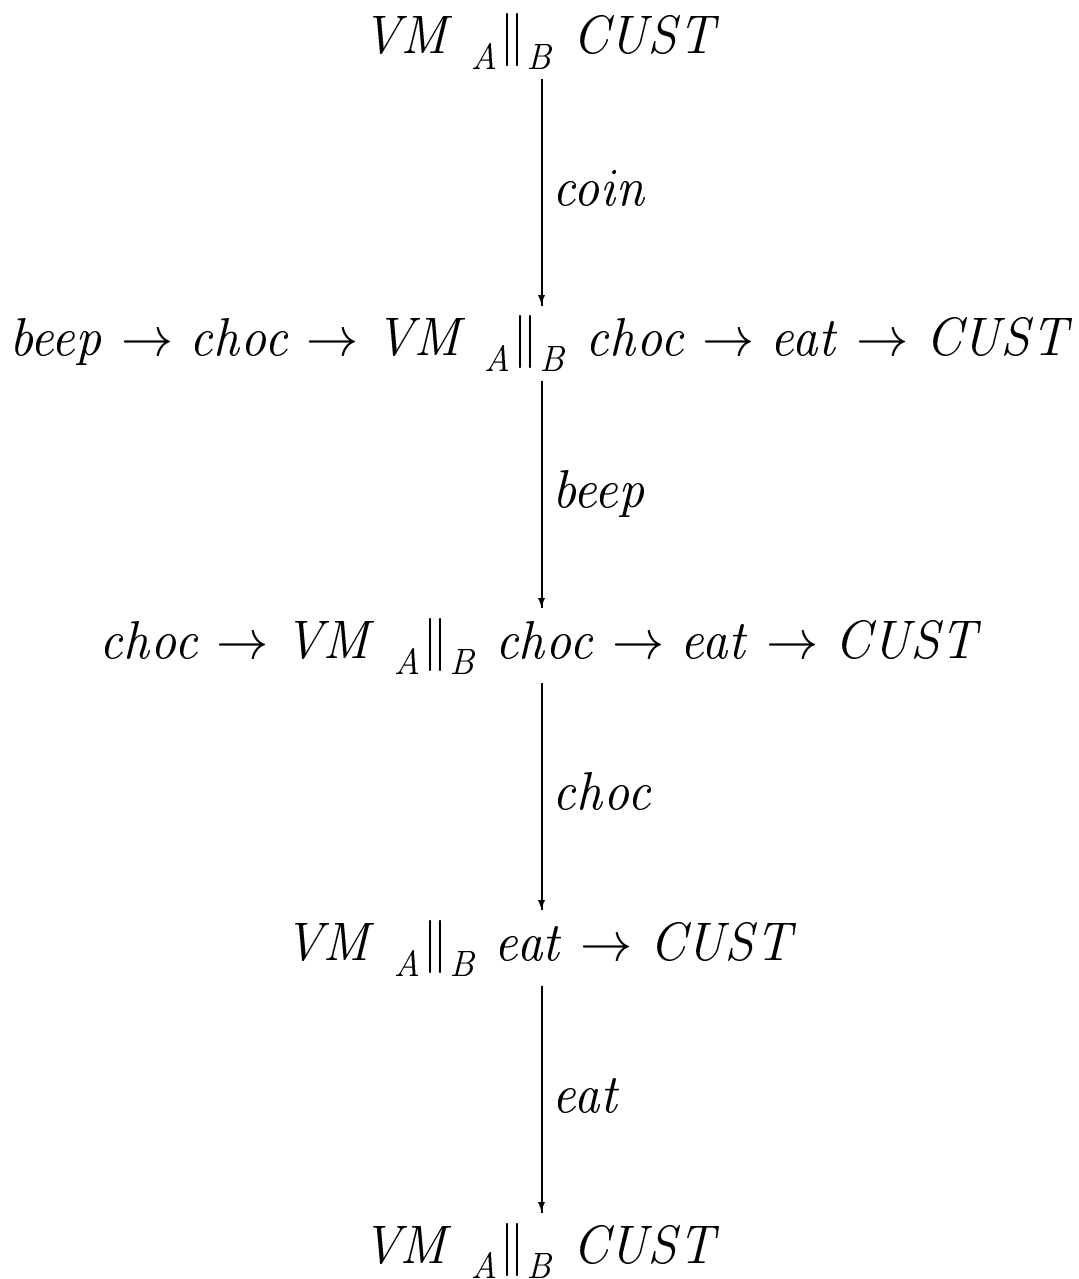 VM A||B CUST
coin
beep → choc → VM A||B choc → eat → CUST
beep
choc → VM A||B choc → eat → CUST
choc
VM A||B eat → CUST
eat
VM A||B CUST